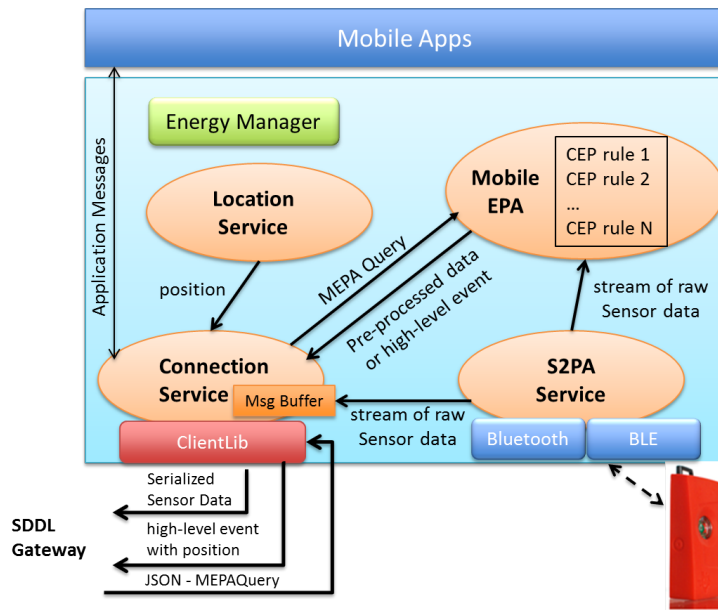 Mobile Apps
Application Messages
Energy Manager
Location
Service
Mobile
EPA
CEP rule 1
CEP rule 2
...
CEP rule N
position
MEPA Query
Pre-processed data
or high-level event
stream of raw
Sensor data
Connection
Service
Msg Buffer
S2PA
Service
stream of raw
Sensor data
ClientLib
Bluetooth
BLE
Serialized
Sensor Data
SDDL
Gateway
high-level event
with position
JSON - MEPAQuery